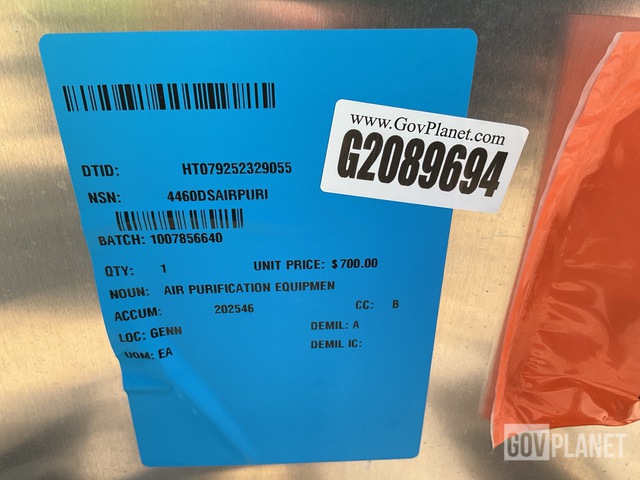 www.GovPlanet.com
G2089694
DTID: HT079252329055
NSN: 4460DSAIRPURI
BATCH: 1007856640
QTY: 1 UNIT PRICE: $700.00
NOUN: AIR PURIFICATION EQUIPMEN
ACCUM: 202546 CC: B
LOC: GENN DEMIL: A
UOM: EA DEMIL IC:
GOVPLANET